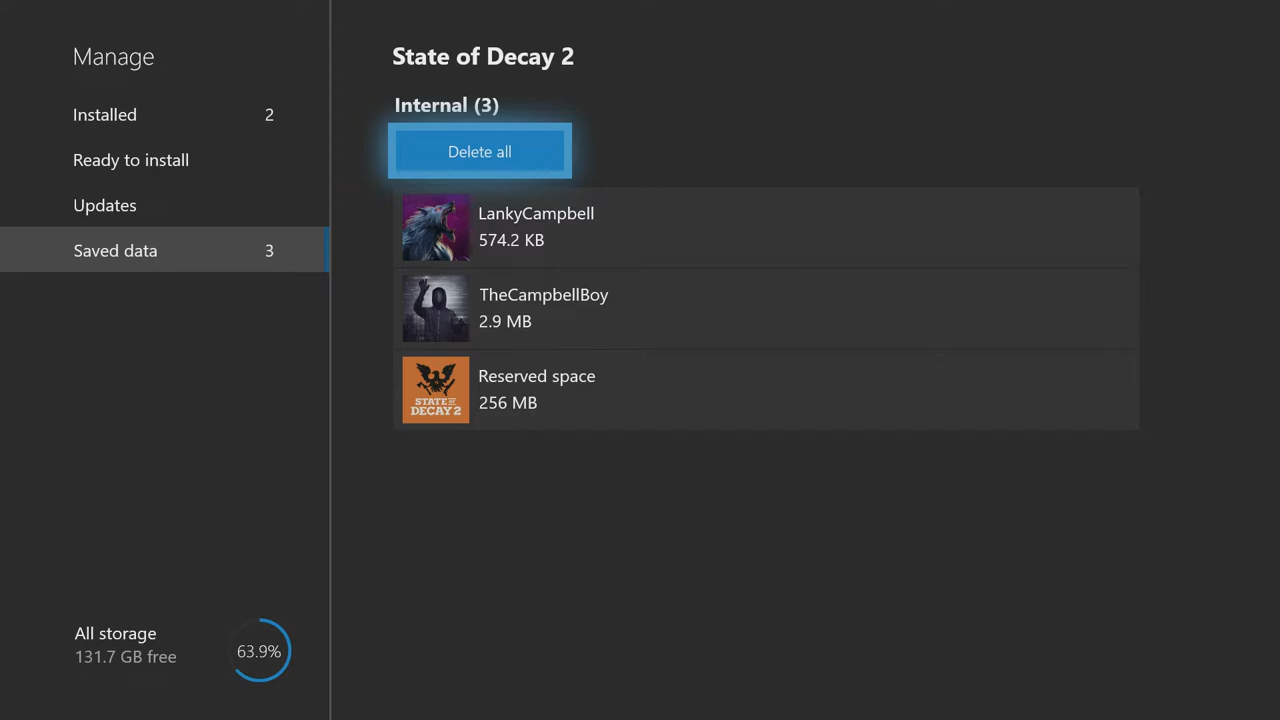 Manage
Installed 2
Ready to install
Updates
Saved data 3
All storage
131.7 GB free
63.9%
State of Decay 2
Internal (3)
Delete all
LankyCampbell
574.2 KB
TheCampbellBoy
2.9 MB
STATE OF
DECAY 2
Reserved space
256 MB